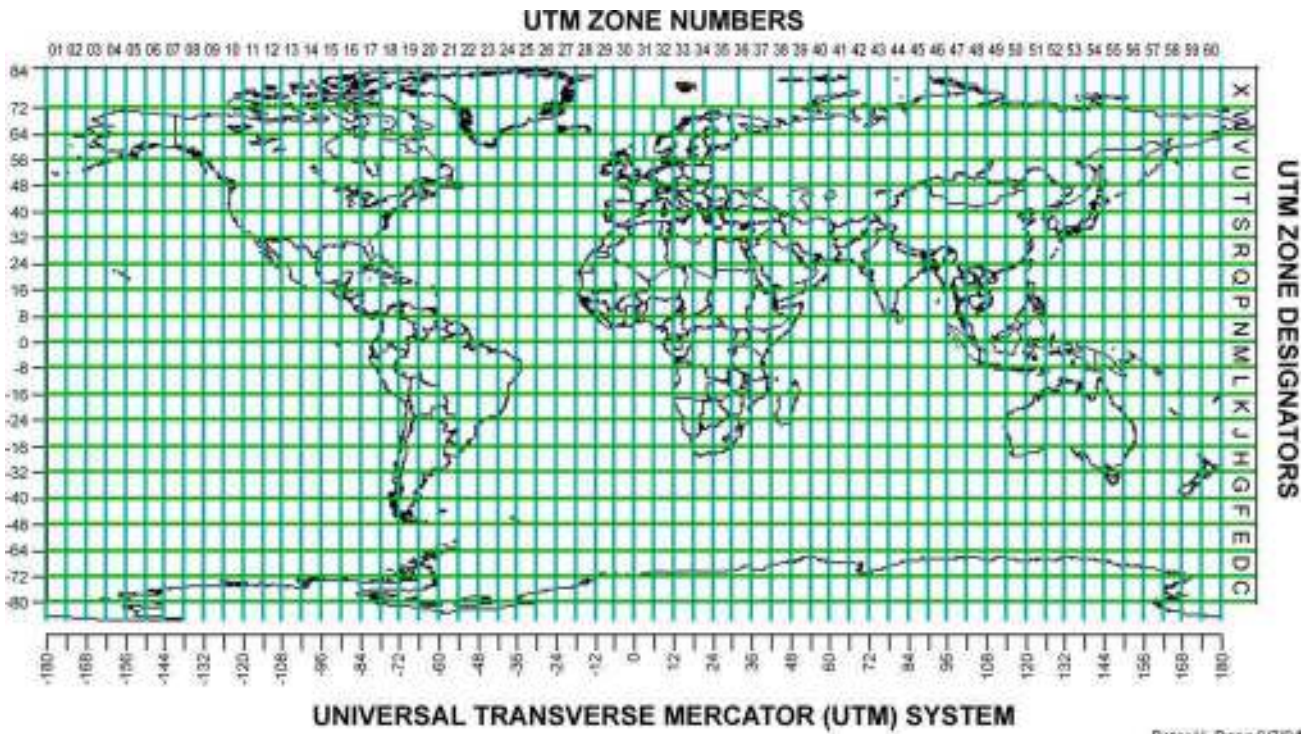 UTM ZONE NUMBERS
01 02 03 04 05 06 07 08 09 10 11 12 13 14 15 16 17 18 19 20 21 22 23 24 25 26 27 28 29 30 31 32 33 34 35 36 37 38 39 40 41 42 43 44 45 46 47 48 49 50 51 52 53 54 55 56 57 58 59 60
84
72
64
56
48
40
32
24
16
8
0
-8
-16
-24
-16
-32
-40
-48
-64
-72
-80
X
W
V
U
T
S
R
Q
P
N
M
L
K
J
H
G
F
E
D
C
UTM ZONE DESIGNATORS
-180 -168 -156 -144 -132 -120 -108 -96 -84 -72 -60 -48 -36 -24 -12 0 12 24 36 48 60 72 84 96 108 120 132 144 156 168 180
UNIVERSAL TRANSVERSE MERCATOR (UTM) SYSTEM